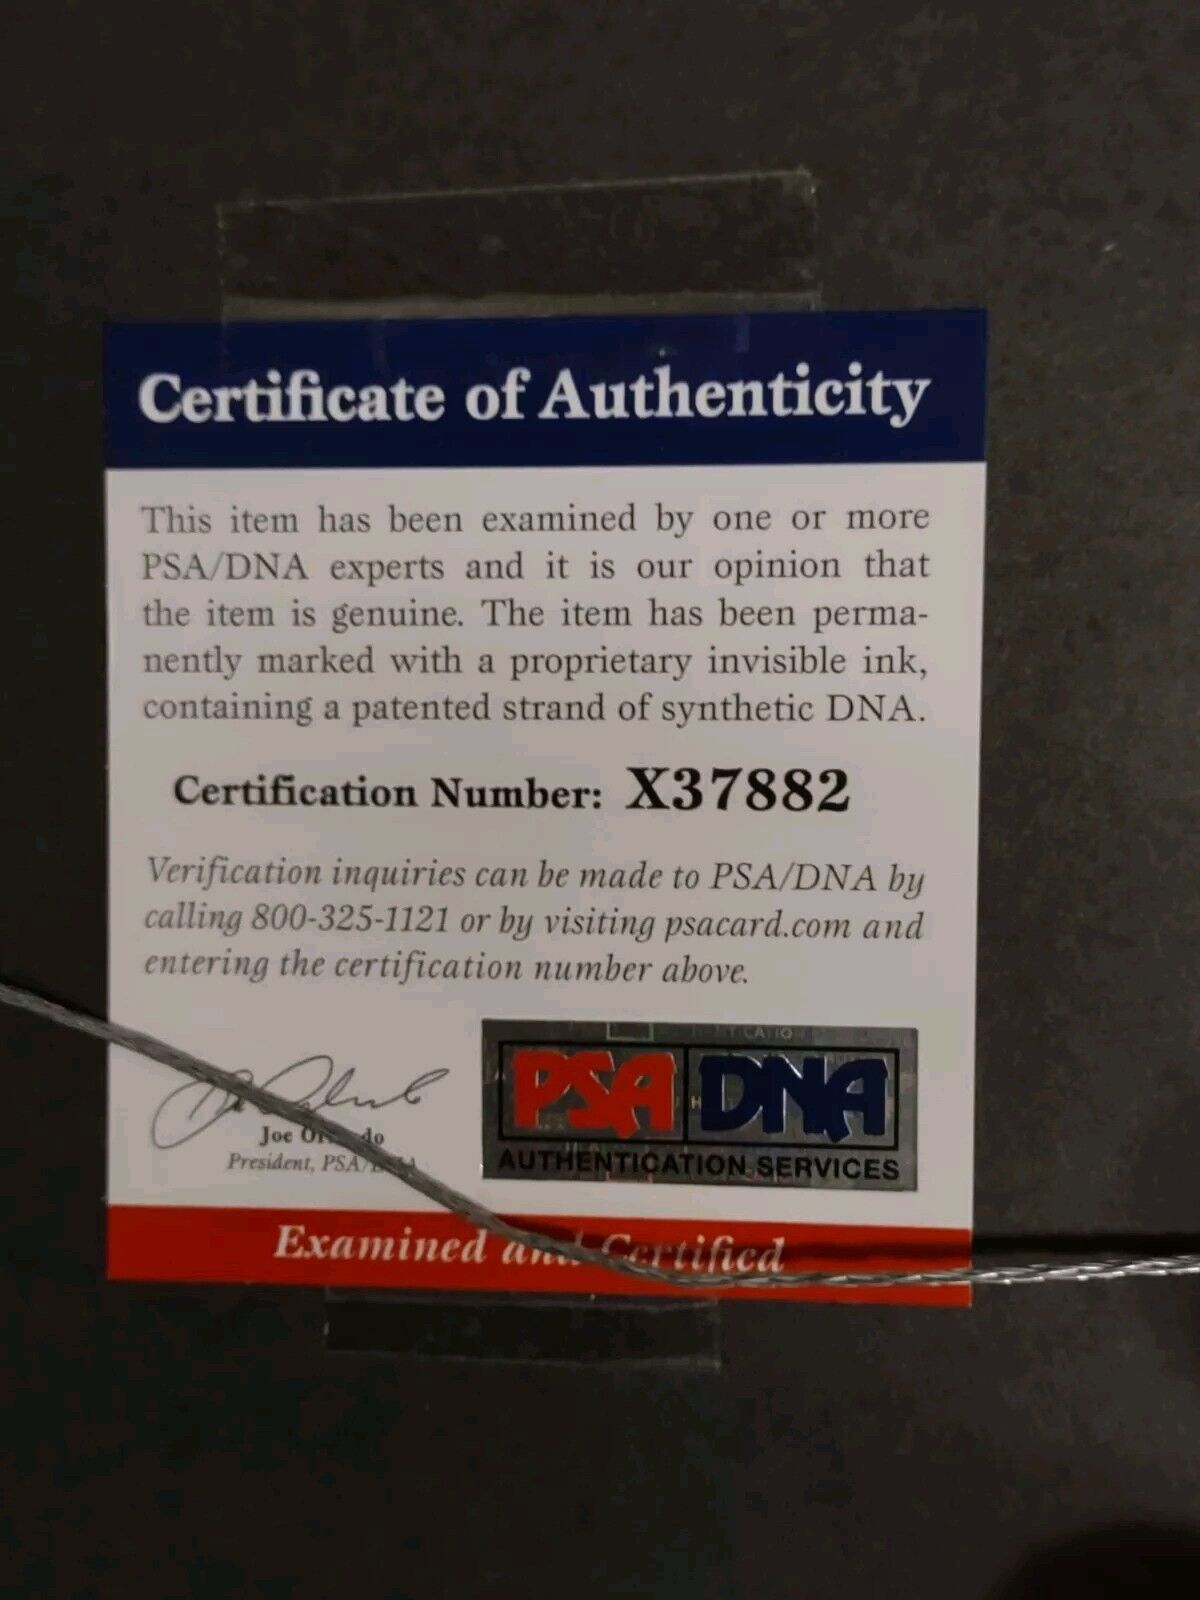 Certificate of Authenticity
This item has been examined by one or more
PSA/DNA experts and it is our opinion that
the item is genuine. The item has been perma-
nently marked with a proprietary invisible ink,
containing a patented strand of synthetic DNA.
Certification Number: X37882
Verification inquiries can be made to PSA/DNA by
calling 800-325-1121 or by visiting psacard.com and
entering the certification number above.
Joe
President,
PSA DNA
AUTHENTICATION SERVICES
Examined and Certified